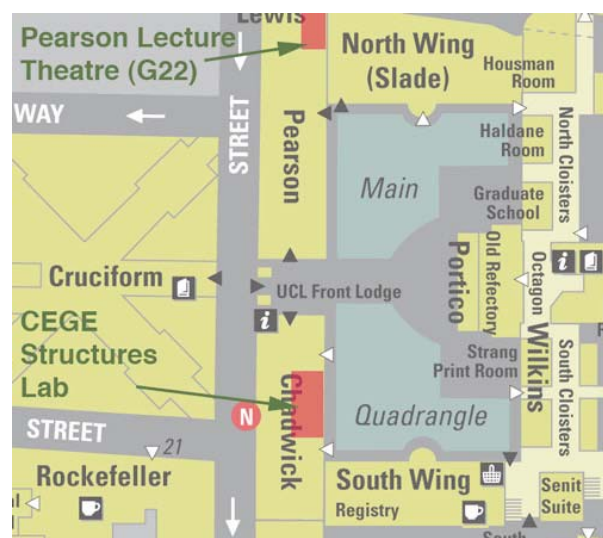 Lewis
Pearson Lecture
Theatre (G22)
North Wing
(Slade)
Housman
Room
WAY
STREET
Pearson
Main
Haldane
Room
North Cloisters
Graduate
School
Cruciform
i
UCL Front Lodge
Portico
Old Refectory
Octagon
i
Wilkins
CEGE
Structures
Lab
Chadwick
Strang
Print Room
South Cloisters
Quadrangle
N
STREET
21
Rockefeller
South Wing
Registry
Senit
Suite
South